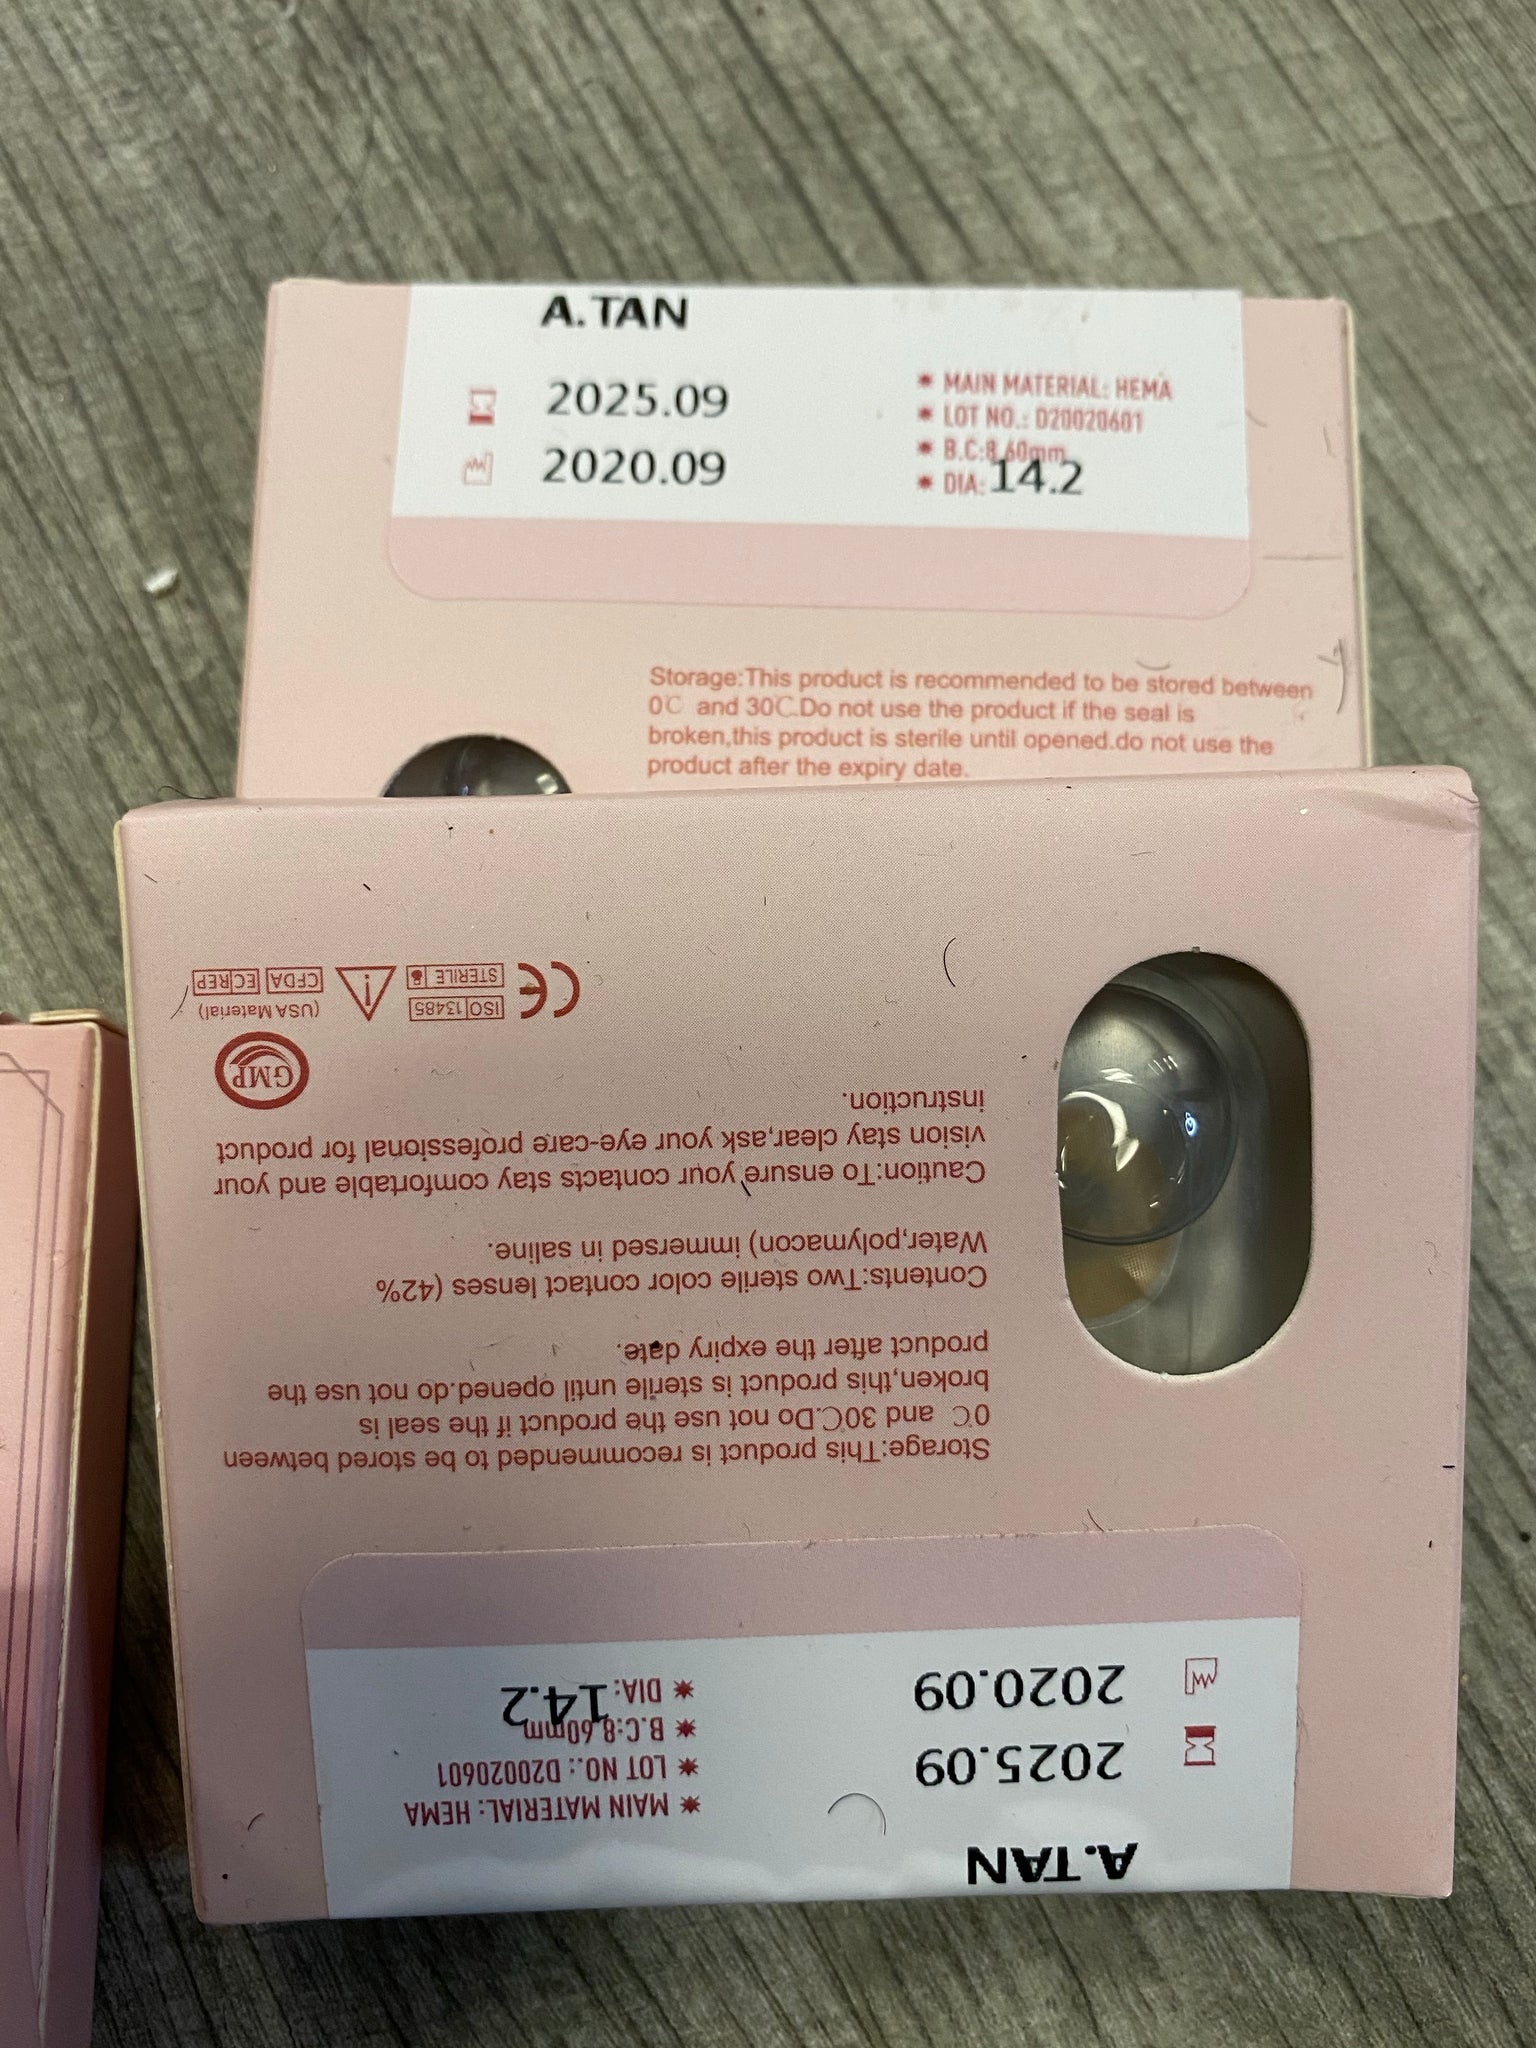 A.TAN
2025.09
2020.09
* MAIN MATERIAL: HEMA
* LOT NO.: D20020601
* B.C:8.60mm
* DIA: 14.2
Storage:This product is recommended to be stored between
0℃ and 30℃.Do not use the product if the seal is
broken,this product is sterile until opened.do not use the
product after the expiry date.
A.TAN
2025.09
2020.09
* MAIN MATERIAL: HEMA
* LOT NO.: D20020601
* B.C:8.60mm
* DIA: 14.2
Storage:This product is recommended to be stored between
0℃ and 30℃.Do not use the product if the seal is
broken,this product is sterile until opened.do not use the
product after the expiry date.
Contents:Two sterile color contact lenses (42%
Water,polymacon) immersed in saline.
Caution:To ensure your contacts stay comfortable and your
vision stay clear,ask your eye-care professional for product
instruction.
GMP
CE ISO 13485 (USA Material)
STERILE CFDA EC REP